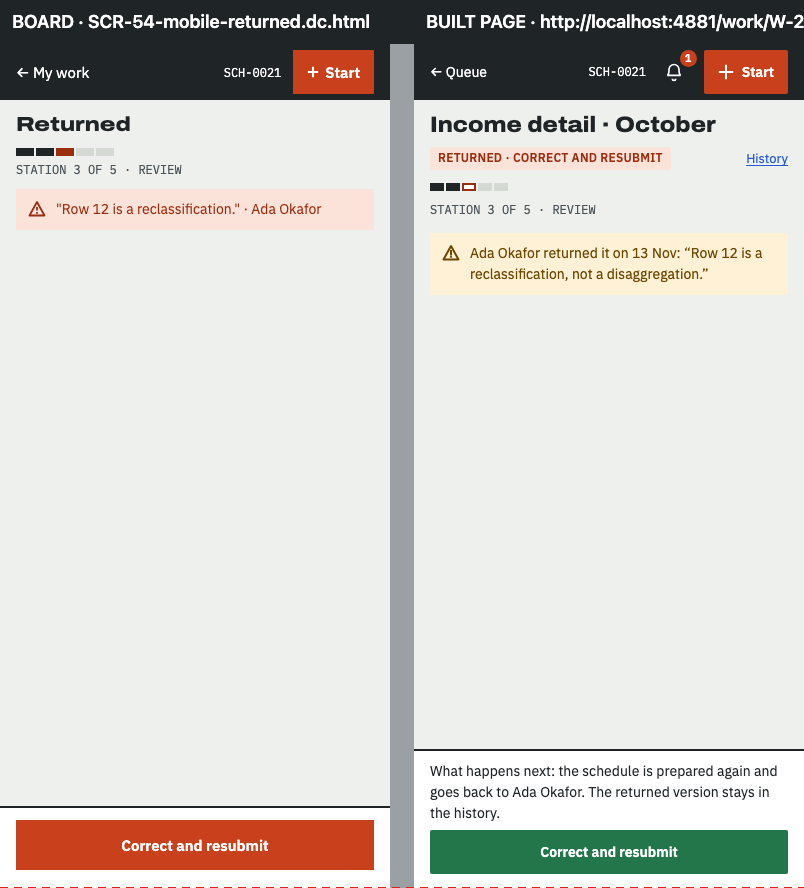 BOARD · SCR-54-mobile-returned.dc.html
← My work
SCH-0021
+ Start
Returned
STATION 3 OF 5 · REVIEW
"Row 12 is a reclassification." · Ada Okafor
Correct and resubmit
BUILT PAGE · http://localhost:4881/work/W-2
← Queue
SCH-0021
1
+ Start
Income detail · October
RETURNED · CORRECT AND RESUBMIT
History
STATION 3 OF 5 · REVIEW
Ada Okafor returned it on 13 Nov: “Row 12 is a
reclassification, not a disaggregation.”
What happens next: the schedule is prepared again and
goes back to Ada Okafor. The returned version stays in
the history.
Correct and resubmit